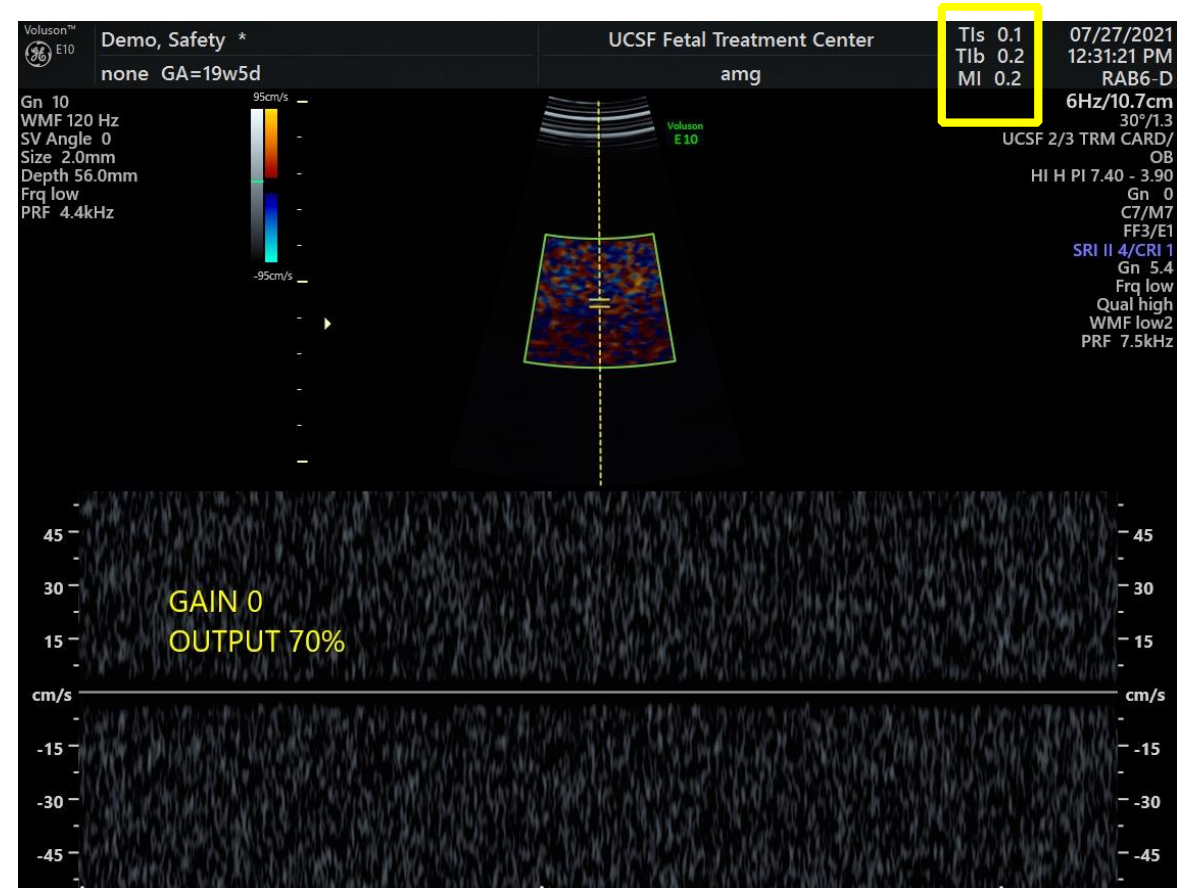 Voluson™
E10
Demo, Safety *
none GA=19w5d
UCSF Fetal Treatment Center
amg
TIs 0.1
TIb 0.2
MI 0.2
07/27/2021
12:31:21 PM
RAB6-D
6Hz/10.7cm
30°/1.3
UCSF 2/3 TRM CARD/
OB
HI H PI 7.40 - 3.90
Gn 0
C7/M7
FF3/E1
SRI II 4/CRI 1
Gn 5.4
Frq low
Qual high
WMF low2
PRF 7.5kHz
Gn 10
WMF 120 Hz
SV Angle 0
Size 2.0mm
Depth 56.0mm
Frq low
PRF 4.4kHz
95cm/s
-95cm/s
Voluson
E10
45
45
30
30
GAIN 0
OUTPUT 70%
15
15
cm/s
cm/s
-15
-15
-30
-30
-45
-45